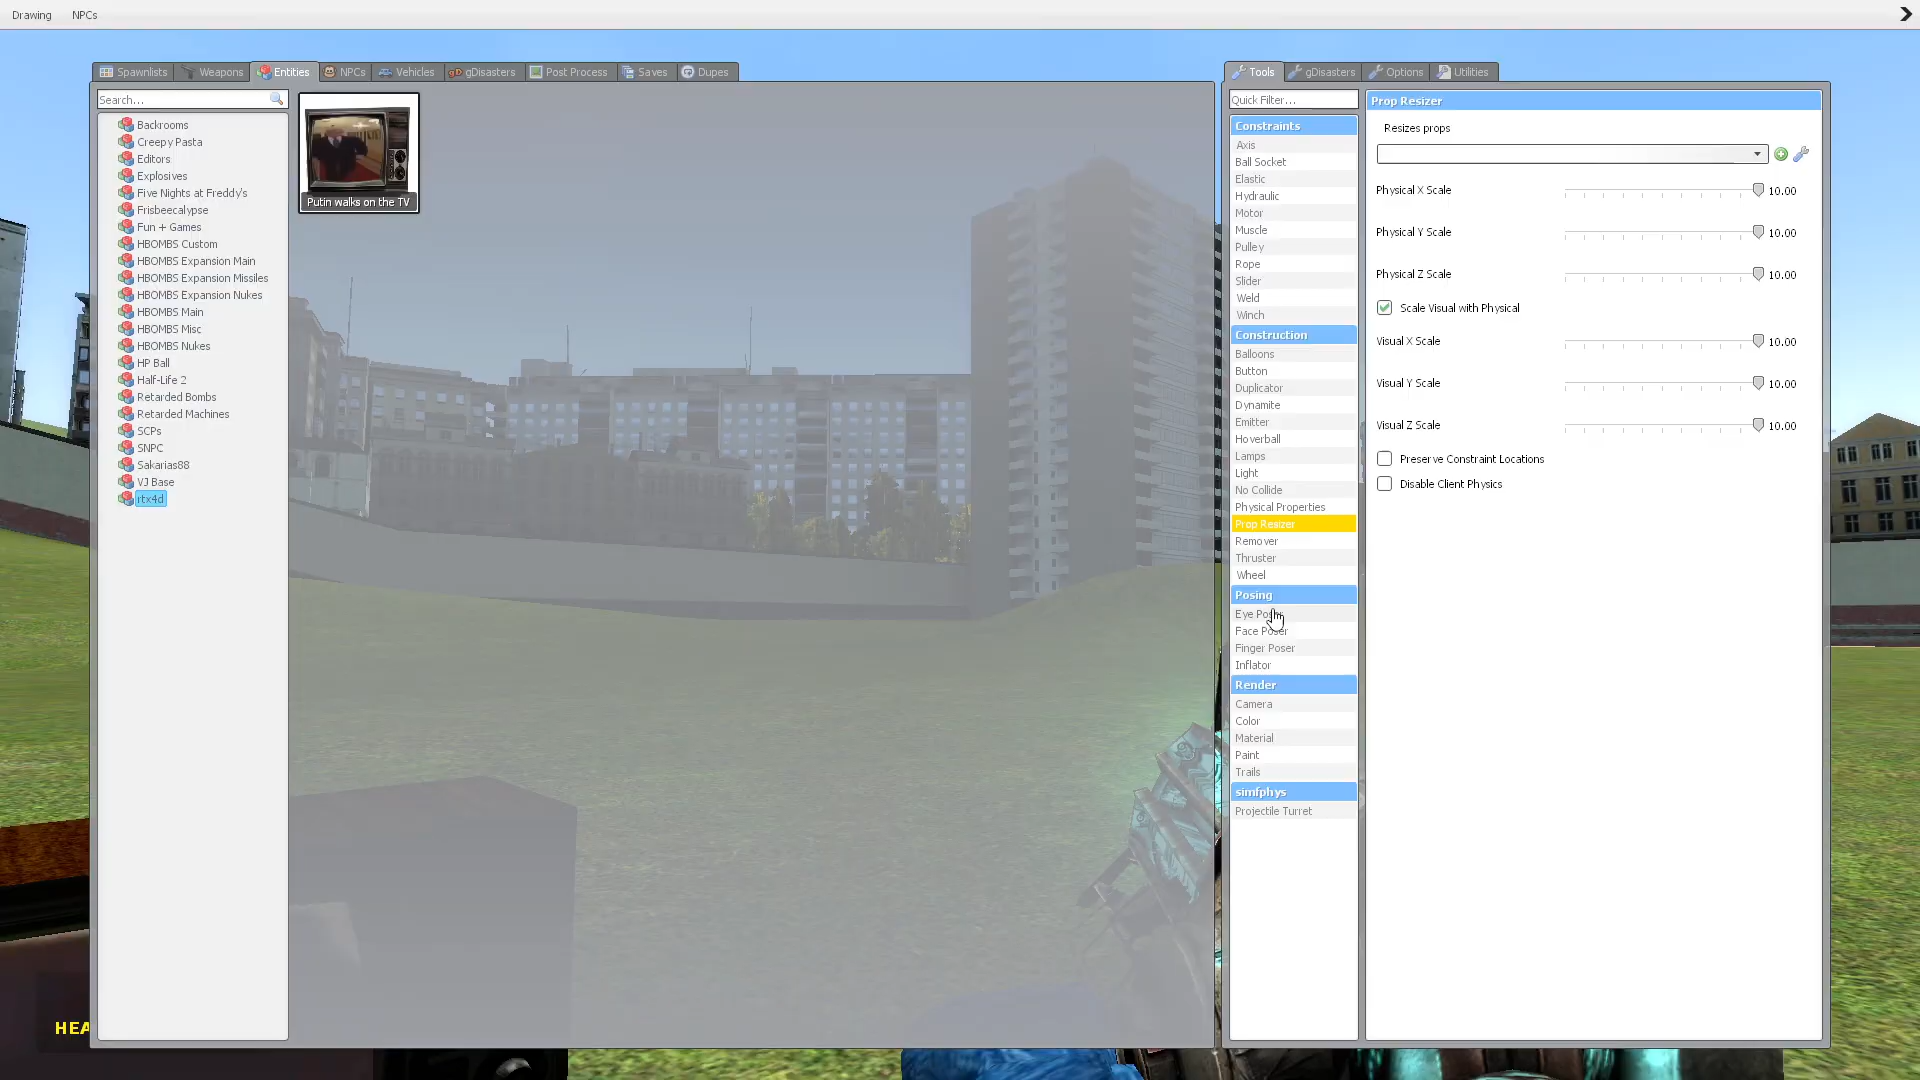 Drawing NPCs
Spawnlists Weapons Entities NPCs Vehicles gDisasters Post Process Saves Dupes
Search...
Backrooms
Creepy Pasta
Editors
Explosives
Five Nights at Freddy's
Frisbeecalypse
Fun + Games
HBOMBS Custom
HBOMBS Expansion Main
HBOMBS Expansion Missiles
HBOMBS Expansion Nukes
HBOMBS Main
HBOMBS Misc
HBOMBS Nukes
HP Ball
Half-Life 2
Retarded Bombs
Retarded Machines
SCPs
SNPC
Sakarias88
VJ Base
rtx4d
Putin walks on the TV
HEA
Tools gDisasters Options Utilities
Quick Filter...
Constraints
Axis
Ball Socket
Elastic
Hydraulic
Motor
Muscle
Pulley
Rope
Slider
Weld
Winch
Construction
Balloons
Button
Duplicator
Dynamite
Emitter
Hoverball
Lamps
Light
No Collide
Physical Properties
Prop Resizer
Remover
Thruster
Wheel
Posing
Eye Poser
Face Poser
Finger Poser
Inflator
Render
Camera
Color
Material
Paint
Trails
simfphys
Projectile Turret
Prop Resizer
Resizes props
Physical X Scale 10.00
Physical Y Scale 10.00
Physical Z Scale 10.00
Scale Visual with Physical
Visual X Scale 10.00
Visual Y Scale 10.00
Visual Z Scale 10.00
Preserve Constraint Locations
Disable Client Physics